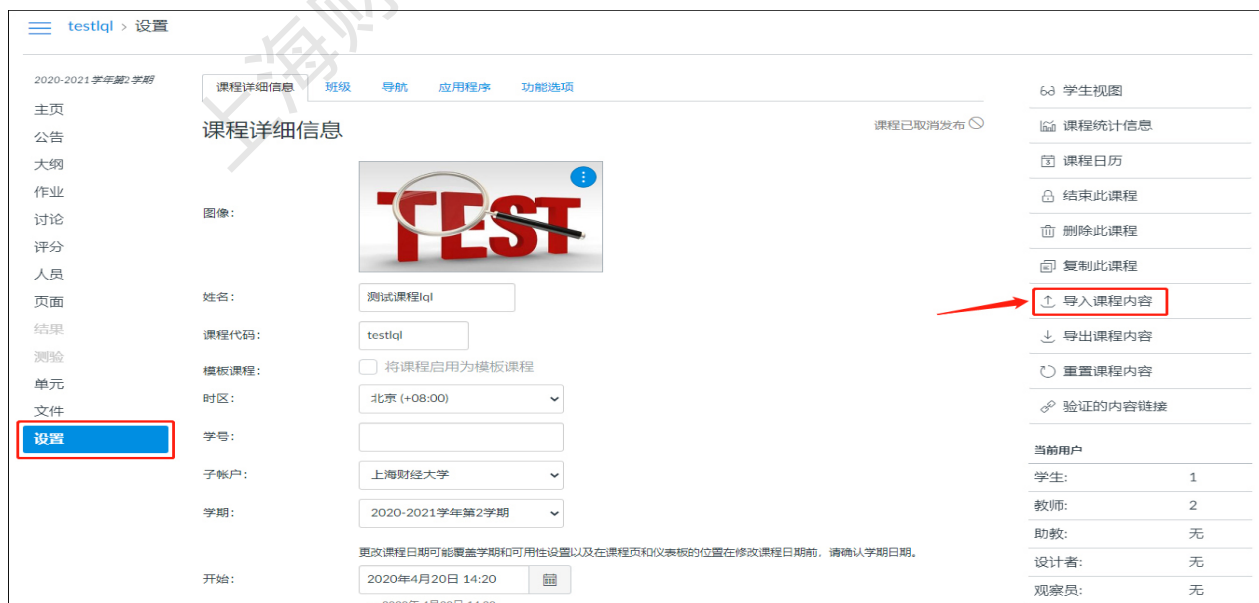 testlql › 设置
上海财
2020-2021学年第2学期
主页
公告
大纲
作业
讨论
评分
人员
页面
结果
测验
单元
文件
设置
课程详细信息 班级 导航 应用程序 功能选项
课程详细信息
课程已取消发布
图像:
TEST
姓名: 测试课程lql
课程代码: testlql
模板课程: 将课程启用为模板课程
时区: 北京 (+08:00)
学号:
子帐户: 上海财经大学
学期: 2020-2021学年第2学期
更改课程日期可能覆盖学期和可用性设置以及在课程页和仪表板的位置在修改课程日期前，请确认学期日期。
开始: 2020年4月20日 14:20
学生视图
课程统计信息
课程日历
结束此课程
删除此课程
复制此课程
导入课程内容
导出课程内容
重置课程内容
验证的内容链接
当前用户
学生: 1
教师: 2
助教: 无
设计者: 无
观察员: 无